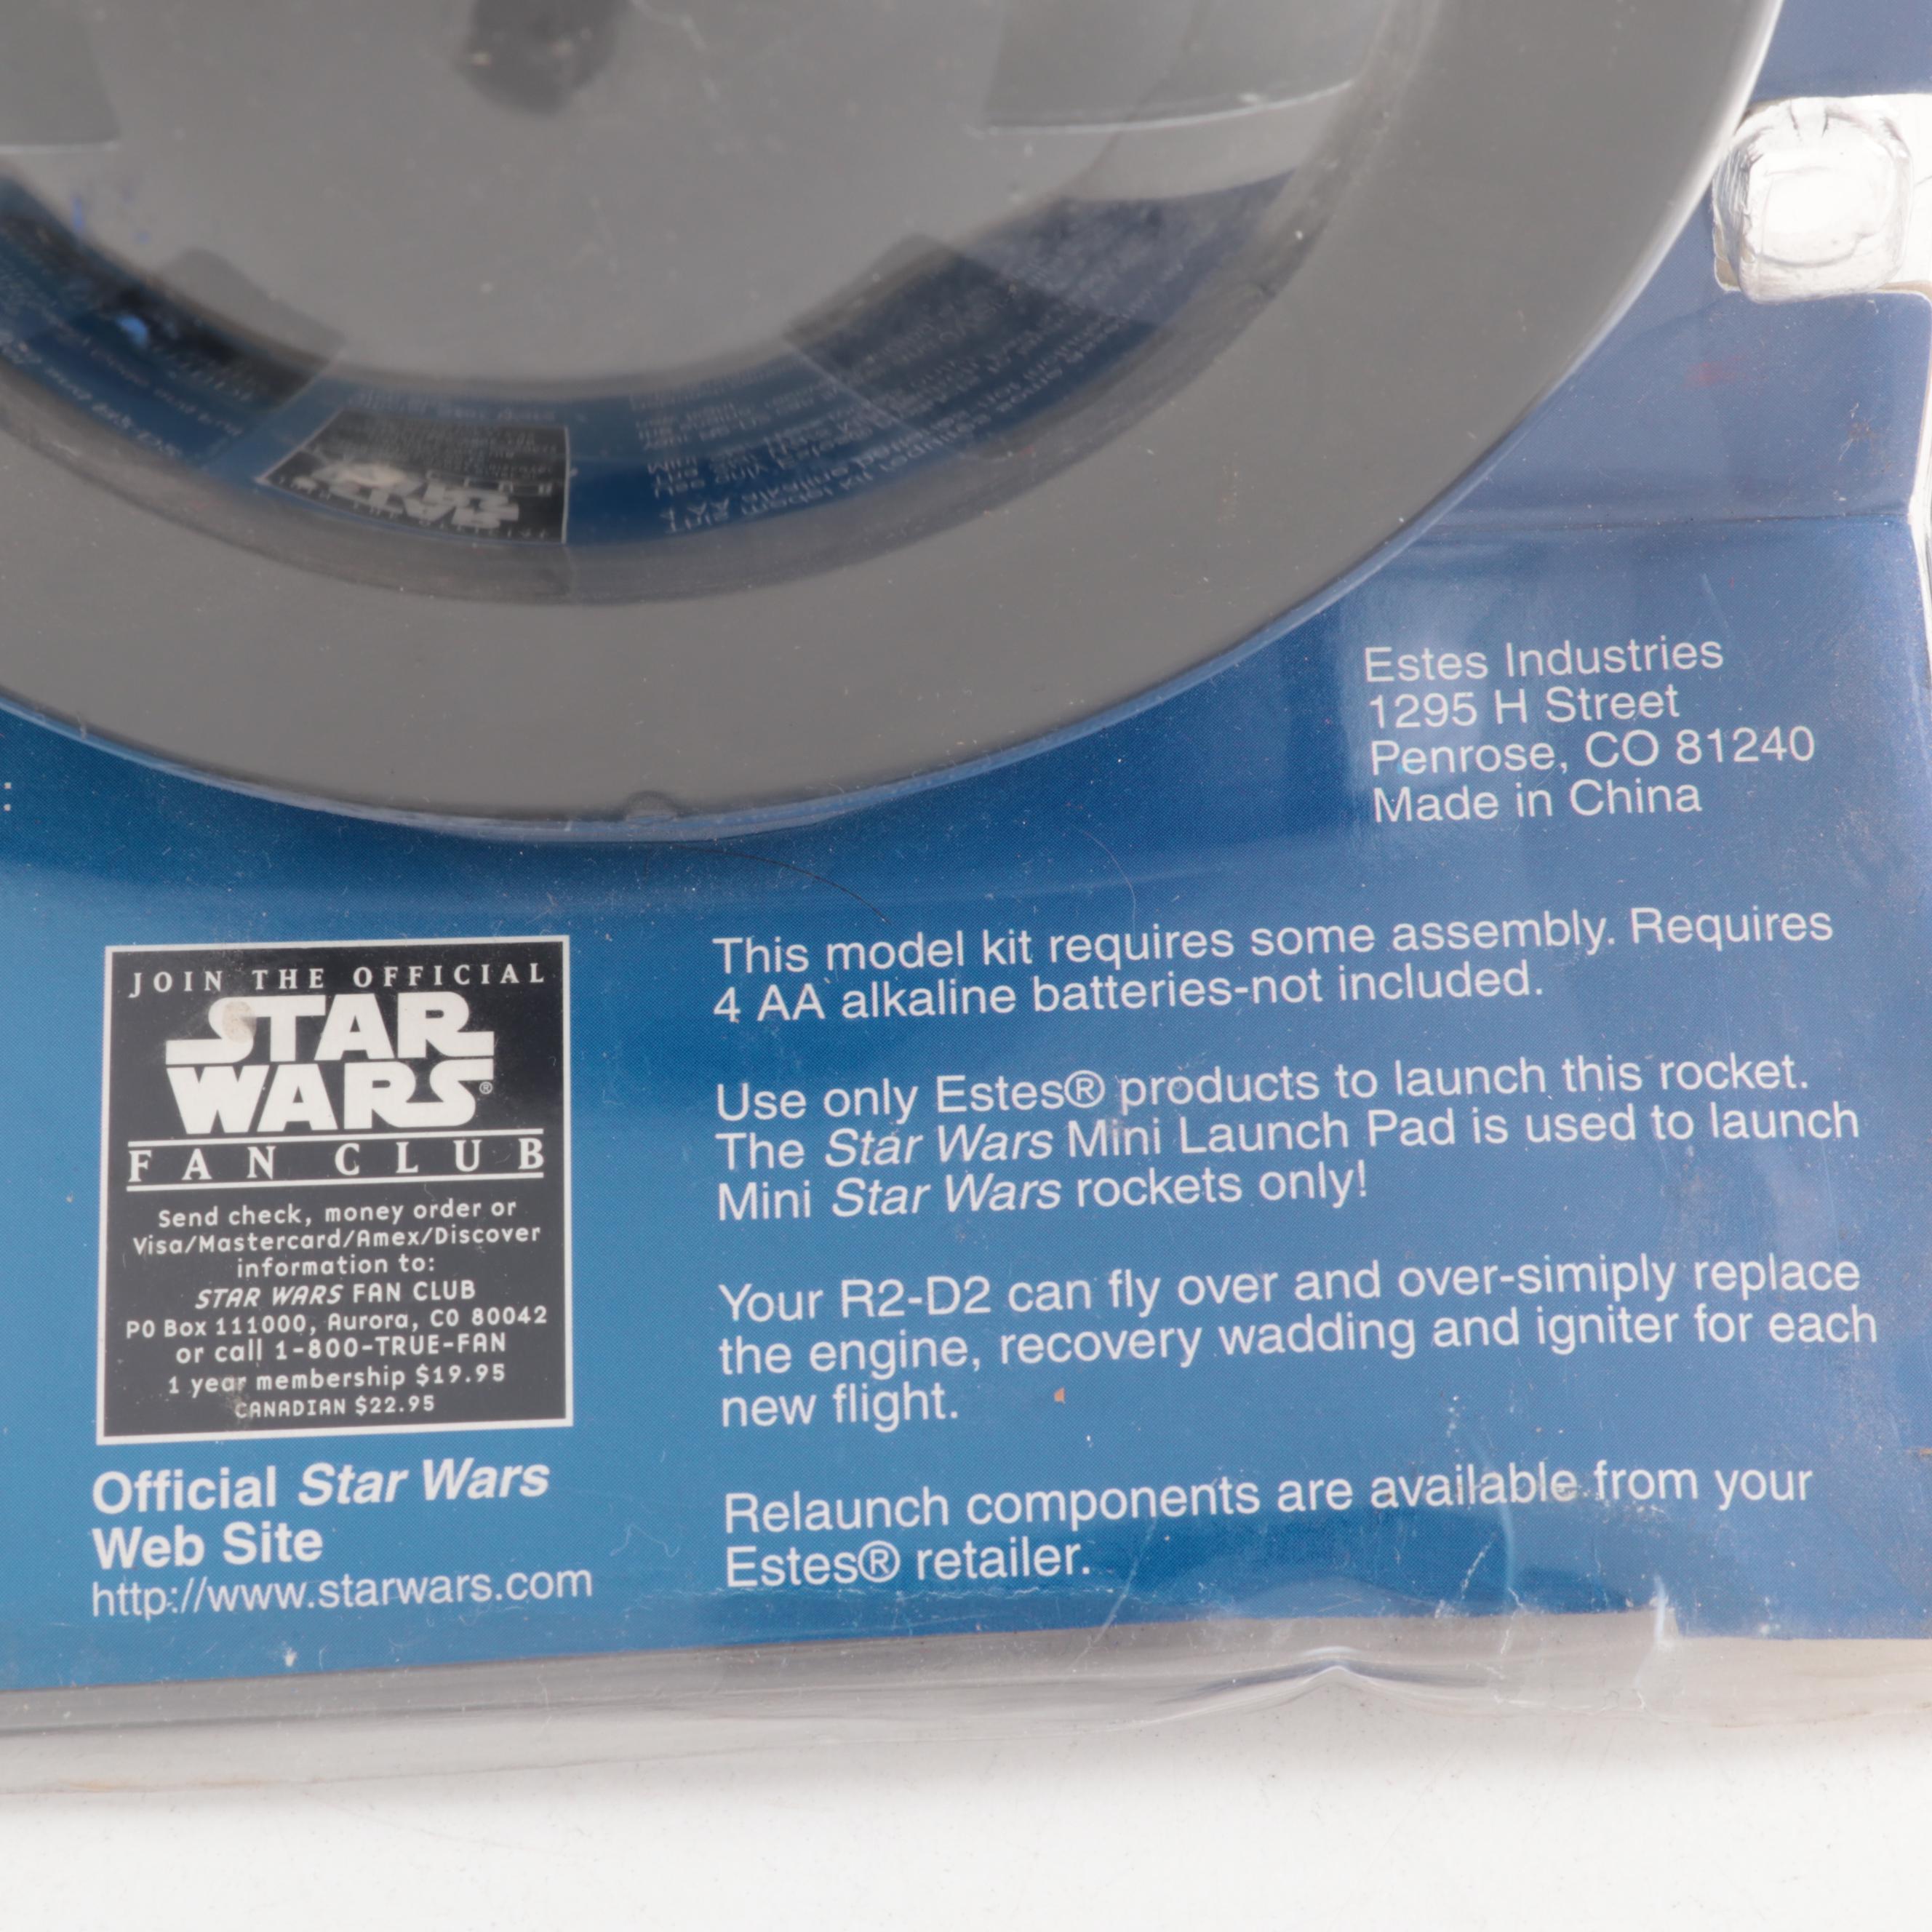 Estes Industries
1295 H Street
Penrose, CO 81240
Made in China
JOIN THE OFFICIAL
STAR
WARS®
FAN CLUB
Send check, money order or
Visa/Mastercard/Amex/Discover
information to:
STAR WARS FAN CLUB
PO Box 111000, Aurora, CO 80042
or call 1-800-TRUE-FAN
1 year membership $19.95
CANADIAN $22.95
Official Star Wars
Web Site
http://www.starwars.com
This model kit requires some assembly. Requires
4 AA alkaline batteries-not included.
Use only Estes® products to launch this rocket.
The Star Wars Mini Launch Pad is used to launch
Mini Star Wars rockets only!
Your R2-D2 can fly over and over-simiply replace
the engine, recovery wadding and igniter for each
new flight.
Relaunch components are available from your
Estes® retailer.